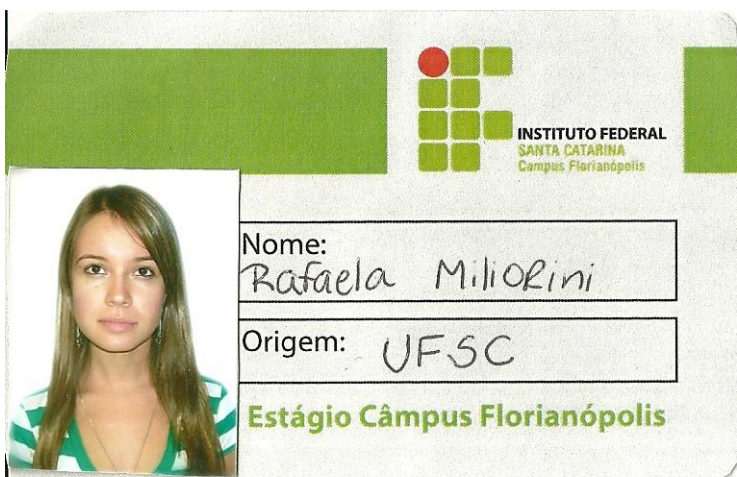 INSTITUTO FEDERAL
SANTA CATARINA
Campus Florianópolis
Nome:
Rafaela Miliorini
Origem:
UFSC
Estágio Câmpus Florianópolis